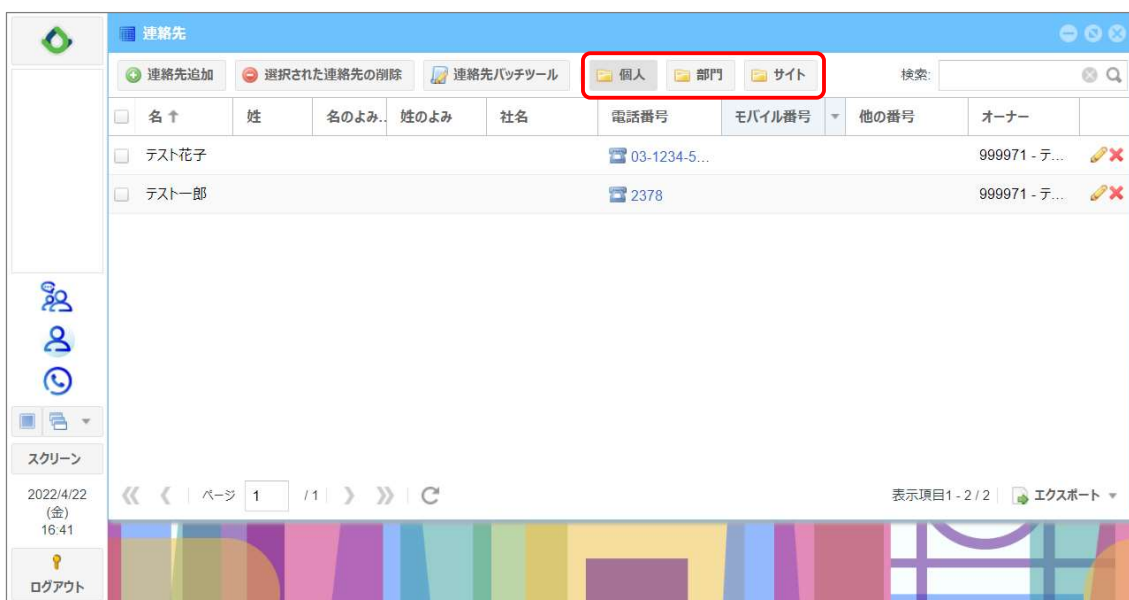 連絡先
連絡先追加 選択された連絡先の削除 連絡先バッチツール 個人 部門 サイト 検索:
名↑ 姓 名のよみ.. 姓のよみ 社名 電話番号 モバイル番号 他の番号 オーナー
テスト花子 03-1234-5... 999971 - テ...
テスト一郎 2378 999971 - テ...
スクリーン
2022/4/22
(金)
16:41
ログアウト
ページ 1 / 1 表示項目1 - 2 / 2 エクスポート